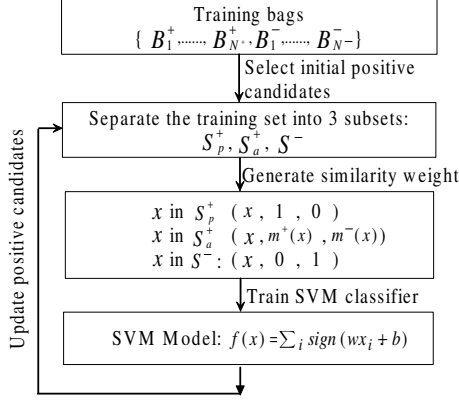 Training bags
{ B₁⁺,......, B_{N⁺}⁺, B₁⁻,......, B_{N⁻}⁻}
Select initial positive
candidates
Separate the training set into 3 subsets:
S_p⁺, S_a⁺, S⁻
Generate similarity weight
x in S_p⁺ (x, 1, 0)
x in S_a⁺ (x, m⁺(x), m⁻(x))
x in S⁻: (x, 0, 1)
Train SVM classifier
SVM Model: f(x)=∑_i sign(wx_i+b)
Update positive candidates